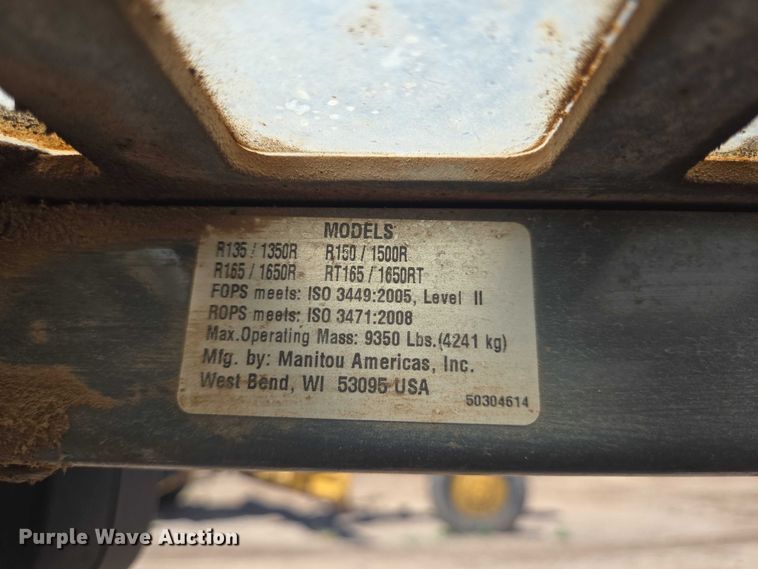 MODELS
R135 / 1350R R150 / 1500R
R165 / 1650R RT165 / 1650RT
FOPS meets: ISO 3449:2005, Level II
ROPS meets: ISO 3471:2008
Max.Operating Mass: 9350 Lbs.(4241 kg)
Mfg. by: Manitou Americas, Inc.
West Bend, WI 53095 USA
50304614
Purple Wave Auction